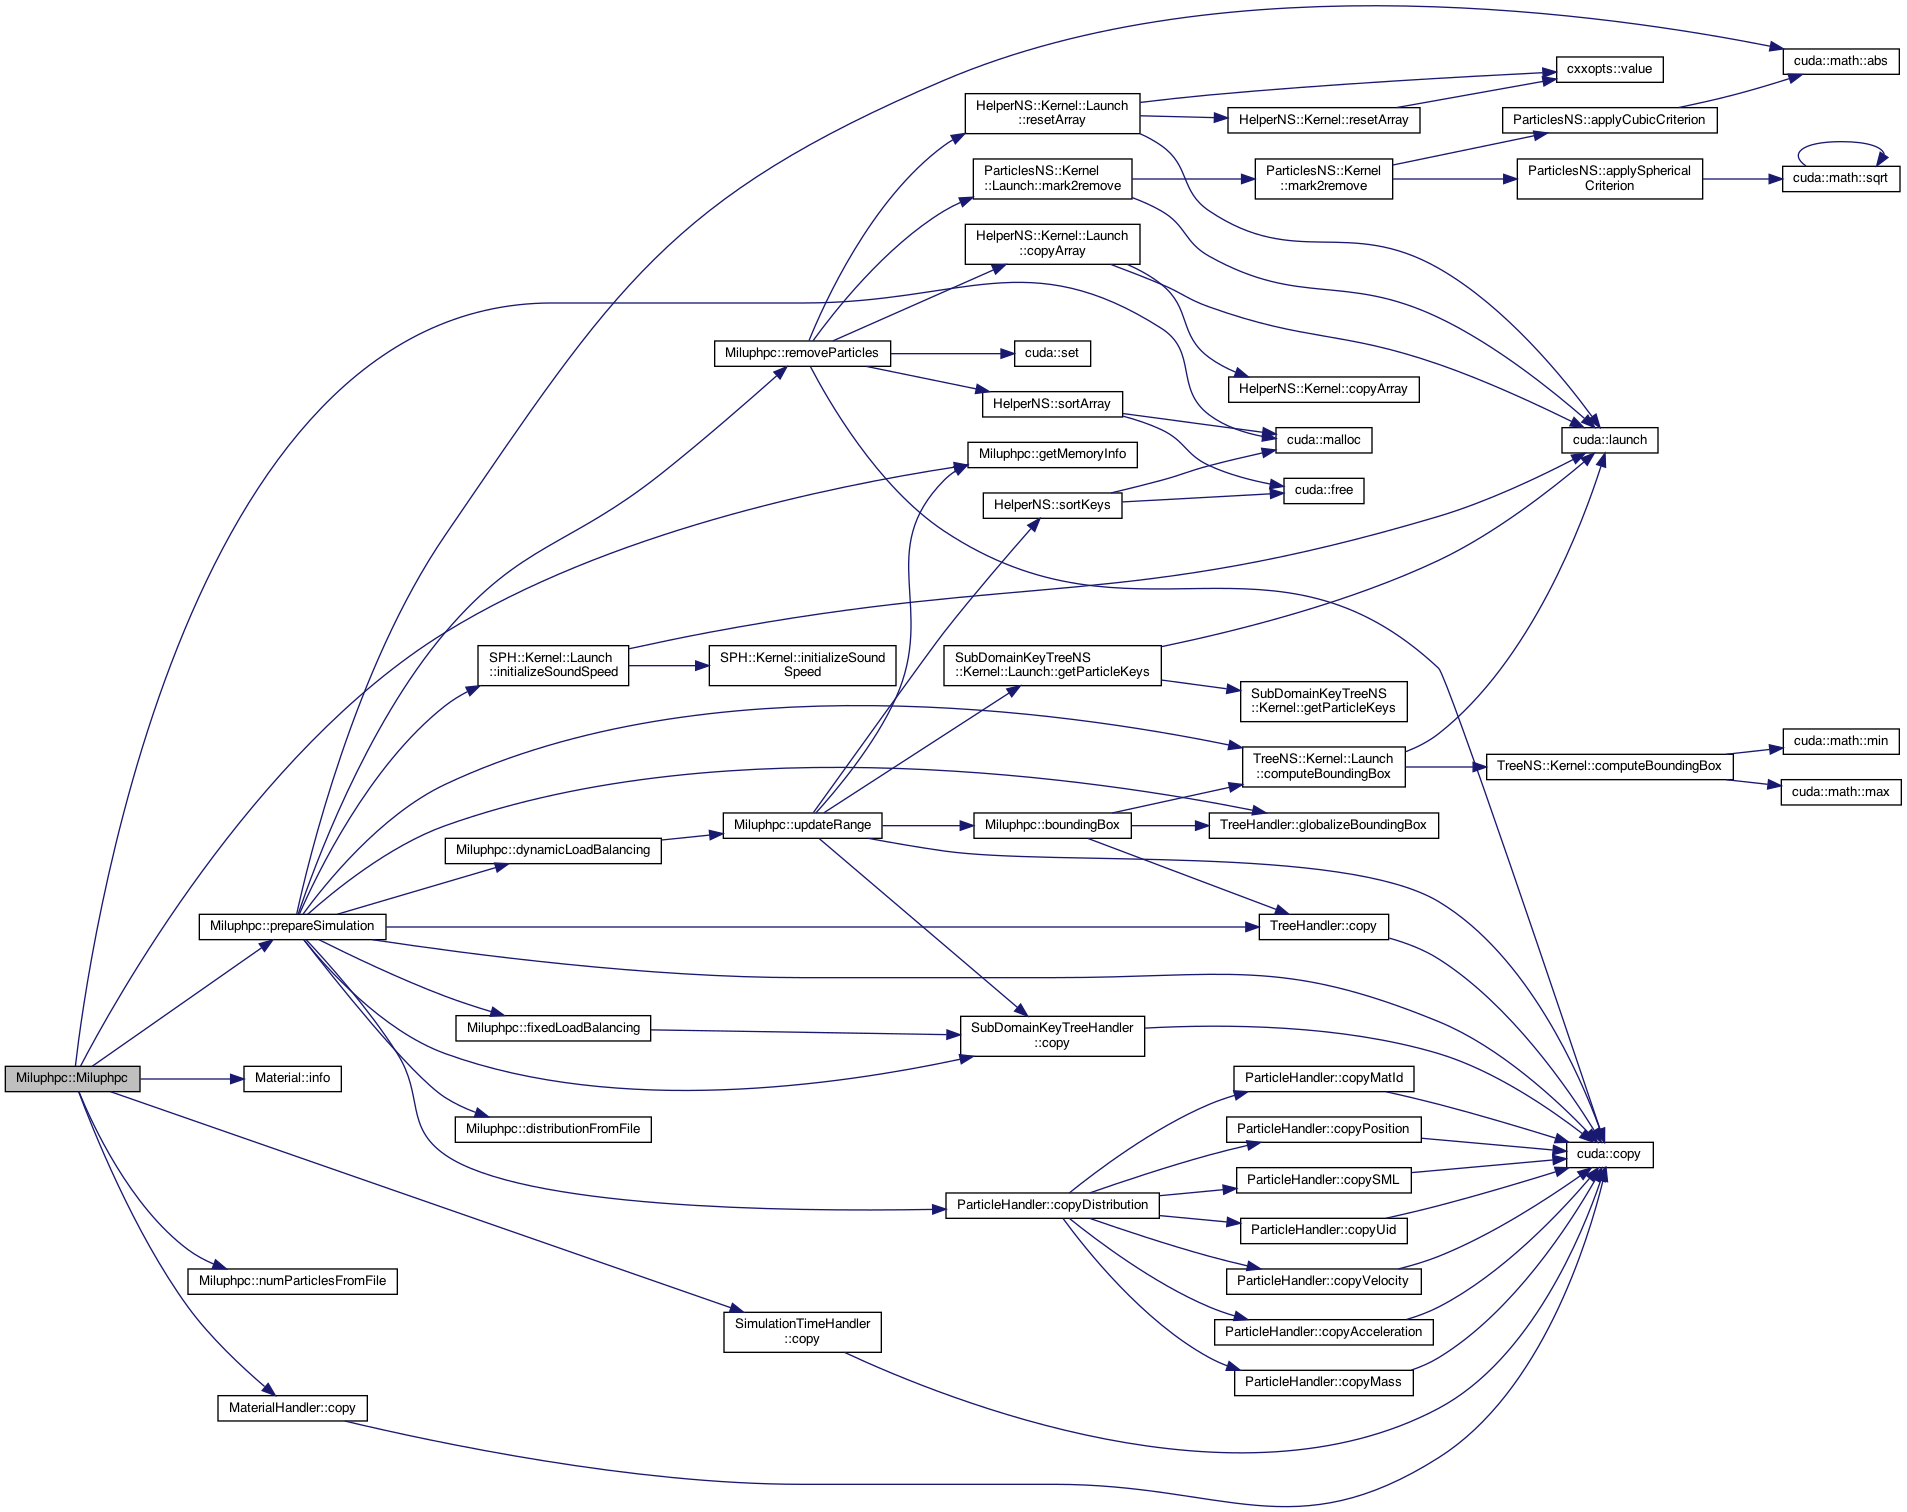 cuda::math::abs
cxxopts::value
HelperNS::Kernel::Launch
::resetArray
HelperNS::Kernel::resetArray
ParticlesNS::applyCubicCriterion
ParticlesNS::Kernel
::Launch::mark2remove
ParticlesNS::Kernel
::mark2remove
ParticlesNS::applySpherical
Criterion
cuda::math::sqrt
HelperNS::Kernel::Launch
::copyArray
Miluphpc::removeParticles
cuda::set
HelperNS::Kernel::copyArray
HelperNS::sortArray
cuda::malloc
cuda::launch
Miluphpc::getMemoryInfo
cuda::free
HelperNS::sortKeys
SPH::Kernel::Launch
::initializeSoundSpeed
SPH::Kernel::initializeSound
Speed
SubDomainKeyTreeNS
::Kernel::Launch::getParticleKeys
SubDomainKeyTreeNS
::Kernel::getParticleKeys
cuda::math::min
TreeNS::Kernel::Launch
::computeBoundingBox
TreeNS::Kernel::computeBoundingBox
cuda::math::max
Miluphpc::updateRange
Miluphpc::boundingBox
TreeHandler::globalizeBoundingBox
Miluphpc::dynamicLoadBalancing
Miluphpc::prepareSimulation
TreeHandler::copy
Miluphpc::fixedLoadBalancing
SubDomainKeyTreeHandler
::copy
Miluphpc::Miluphpc
Material::info
ParticleHandler::copyMatId
Miluphpc::distributionFromFile
ParticleHandler::copyPosition
cuda::copy
ParticleHandler::copySML
ParticleHandler::copyDistribution
ParticleHandler::copyUid
Miluphpc::numParticlesFromFile
ParticleHandler::copyVelocity
SimulationTimeHandler
::copy
ParticleHandler::copyAcceleration
ParticleHandler::copyMass
MaterialHandler::copy